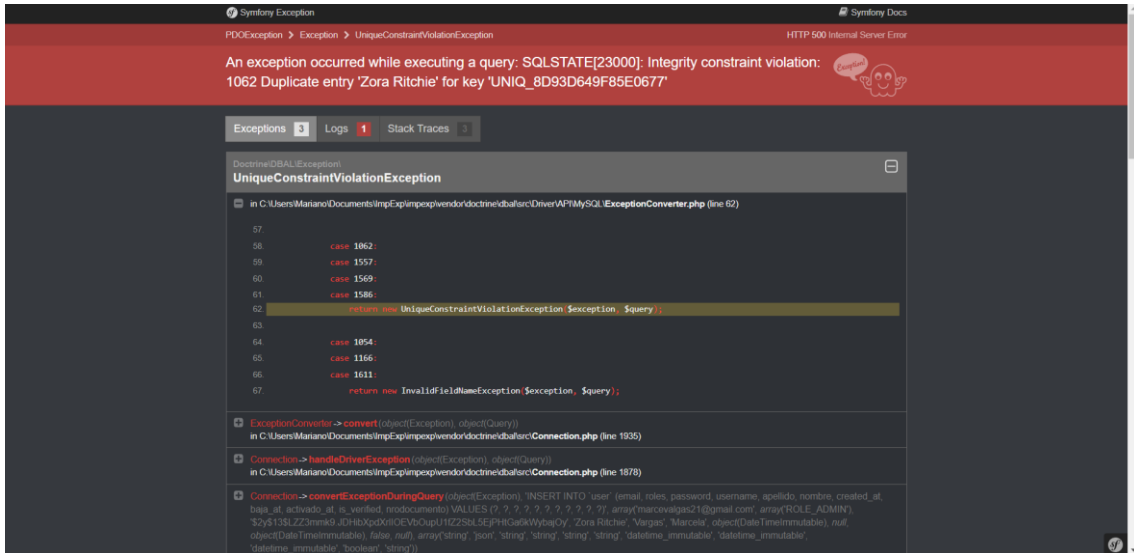 Symfony Exception
Symfony Docs
PDOException > Exception > UniqueConstraintViolationException
HTTP 500 Internal Server Error
An exception occurred while executing a query: SQLSTATE[23000]: Integrity constraint violation:
1062 Duplicate entry 'Zora Ritchie' for key 'UNIQ_8D93D649F85E0677'
Exception!
Exceptions 3
Logs 1
Stack Traces 3
Doctrine\DBAL\Exception\
UniqueConstraintViolationException
in C:\Users\Mariano\Documents\ImpExp\impexp\vendor\doctrine\dbal\src\Driver\API\MySQL\ExceptionConverter.php (line 62)
57.
58. case 1062:
59. case 1557:
60. case 1569:
61. case 1586:
62. return new UniqueConstraintViolationException($exception, $query);
63.
64. case 1054:
65. case 1166:
66. case 1611:
67. return new InvalidFieldNameException($exception, $query);
ExceptionConverter->convert(object(Exception), object(Query))
in C:\Users\Mariano\Documents\ImpExp\impexp\vendor\doctrine\dbal\src\Connection.php (line 1935)
Connection->handleDriverException(object(Exception), object(Query))
in C:\Users\Mariano\Documents\ImpExp\impexp\vendor\doctrine\dbal\src\Connection.php (line 1878)
Connection->convertExceptionDuringQuery(object(Exception), 'INSERT INTO `user` (email, roles, password, username, apellido, nombre, created_at,
baja_at, activado_at, is_verified, nrodocumento) VALUES (?, ?, ?, ?, ?, ?, ?, ?, ?, ?, ?)', array('marcevalgas21@gmail.com', array('ROLE_ADMIN'),
'Zora Ritchie', 'Vargas', 'Marcela', object(DateTimeImmutable), null,
object(DateTimeImmutable), false, null), array('string', 'json', 'string', 'string', 'string', 'string', 'datetime_immutable', 'datetime_immutable',
'datetime_immutable', 'boolean', 'string'))